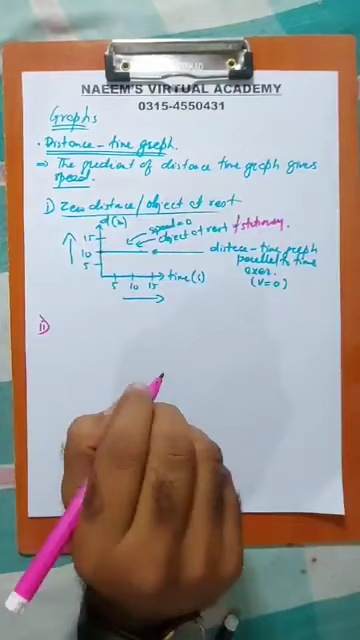 NAEEM'S VIRTUAL ACADEMY
0315-4550431
Graphs
• Distance-time graph.
⇒ The gradient of distance time graph gives
speed.
i) Zero distance/object at rest
d(m)
speed=0
object at rest / stationary.
15
10
5
5 10 15
time(s)
distance-time graph
parallel to time
axes.
(v=0)
ii)